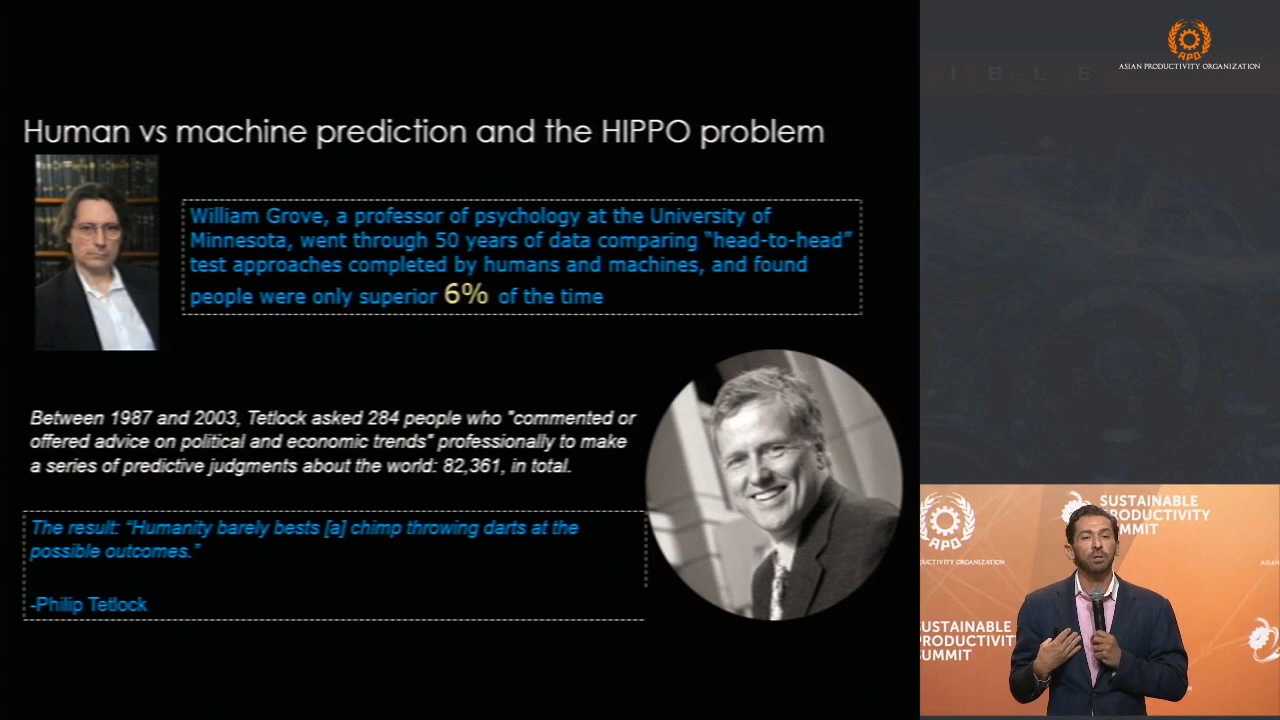 Human vs machine prediction and the HIPPO problem
William Grove, a professor of psychology at the University of
Minnesota, went through 50 years of data comparing “head-to-head”
test approaches completed by humans and machines, and found
people were only superior 6% of the time
Between 1987 and 2003, Tetlock asked 284 people who "commented or
offered advice on political and economic trends" professionally to make
a series of predictive judgments about the world: 82,361, in total.
The result: “Humanity barely bests [a] chimp throwing darts at the
possible outcomes.”
-Philip Tetlock
I B L E
APO
ASIAN PRODUCTIVITY ORGANIZATION
APO
DUCTIVITY ORGANIZATION
SUSTAINABLE
PRODUCTIVITY
SUMMIT
ASIA
SUSTAINABLE
PRODUCTIVIT
SUMMIT